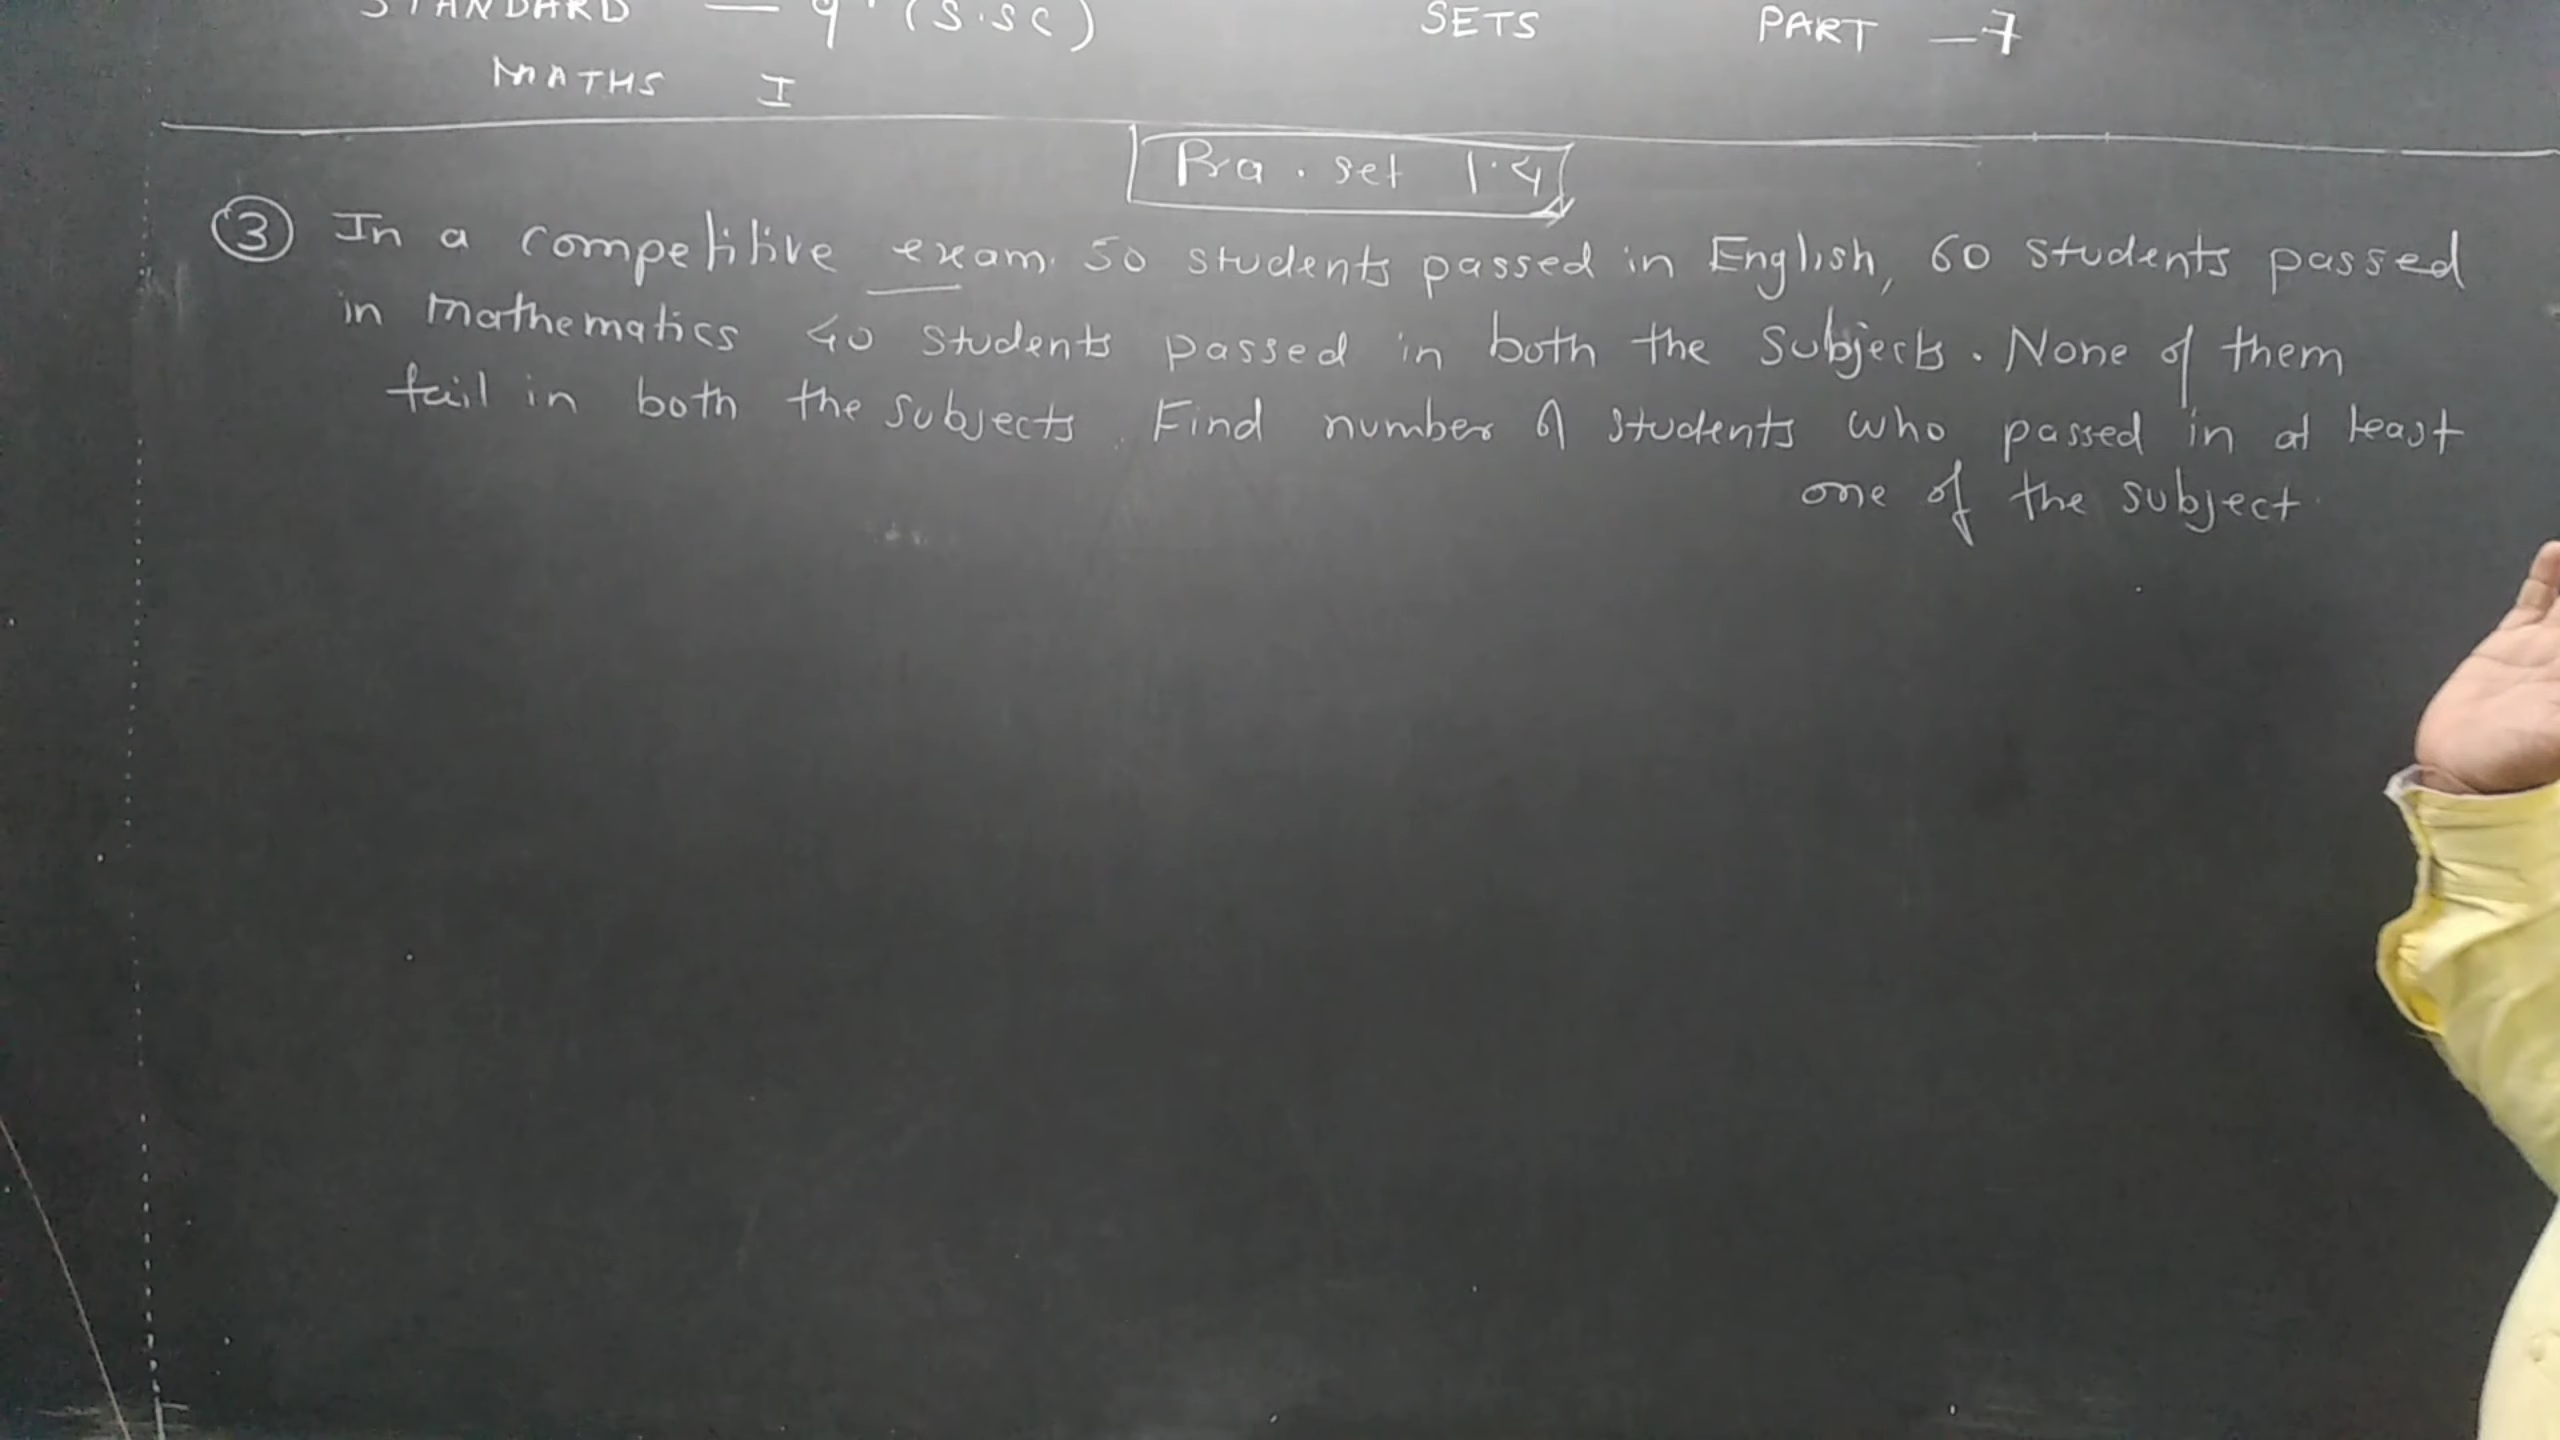 STANDARD — 9th (S.SC) SETS PART – 7
MATHS I
Pra. set 1.4
③ In a competitive exam. 50 students passed in English, 60 students passed
in mathematics 40 students passed in both the subjects. None of them
fail in both the subjects. Find number of students who passed in at least
one of the subject.